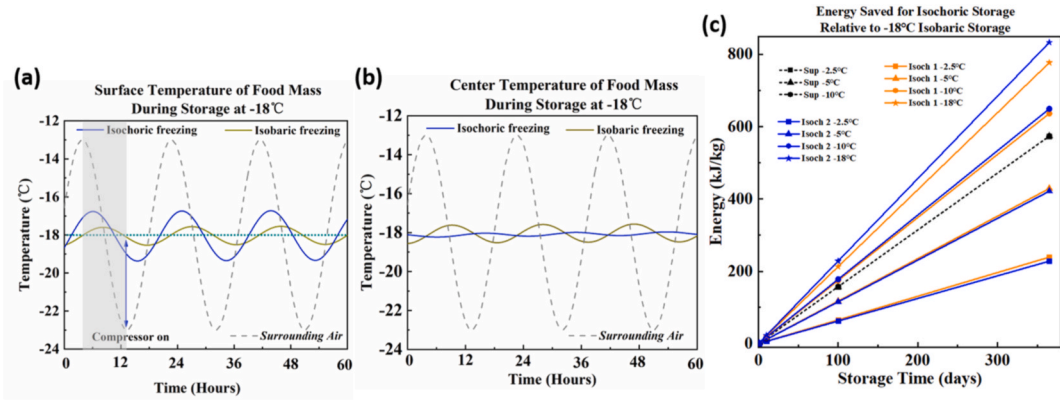 (a)
Surface Temperature of Food Mass
During Storage at -18℃
Isochoric freezing
Isobaric freezing
Temperature (℃)
-12
-14
-16
-18
-20
-22
-24
Compressor on
Surrounding Air
0
12
24
36
48
60
Time (Hours)
(b)
Center Temperature of Food Mass
During Storage at -18℃
Isochoric freezing
Isobaric freezing
Temperature (℃)
-12
-14
-16
-18
-20
-22
-24
Surrounding Air
0
12
24
36
48
60
Time (Hours)
(c)
Energy Saved for Isochoric Storage
Relative to -18℃ Isobaric Storage
Sup -2.5℃
Sup -5℃
Sup -10℃
Isoch 1 -2.5℃
Isoch 1 -5℃
Isoch 1 -10℃
Isoch 1 -18℃
Isoch 2 -2.5℃
Isoch 2 -5℃
Isoch 2 -10℃
Isoch 2 -18℃
Energy (kJ/kg)
800
600
400
200
0
0
100
200
300
Storage Time (days)